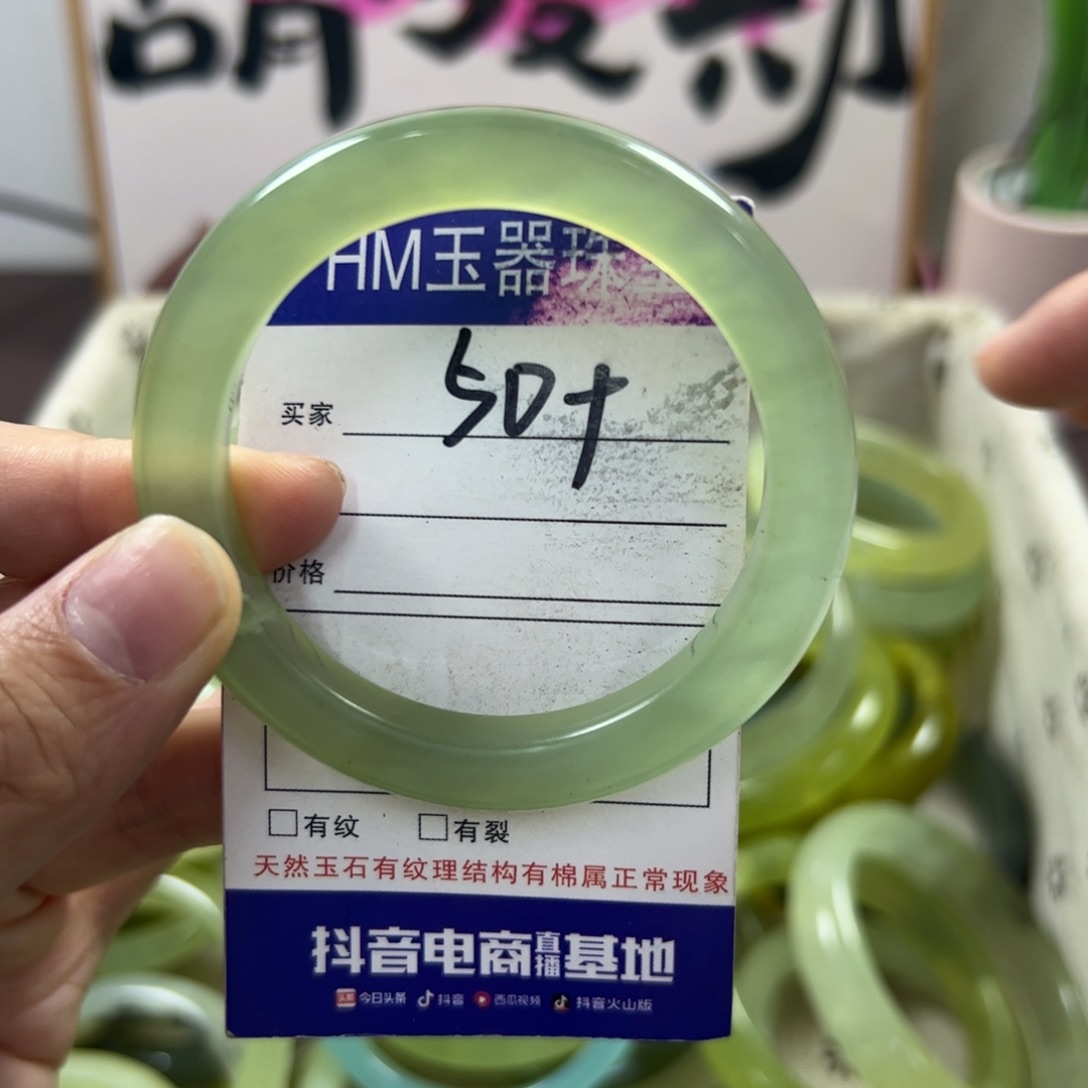 HM玉器珠宝
50+
买家
价格
有纹 有裂
天然玉石有纹理结构有棉属正常现象
抖音电商直播基地
头条 今日头条 抖音 西瓜视频 抖音火山版